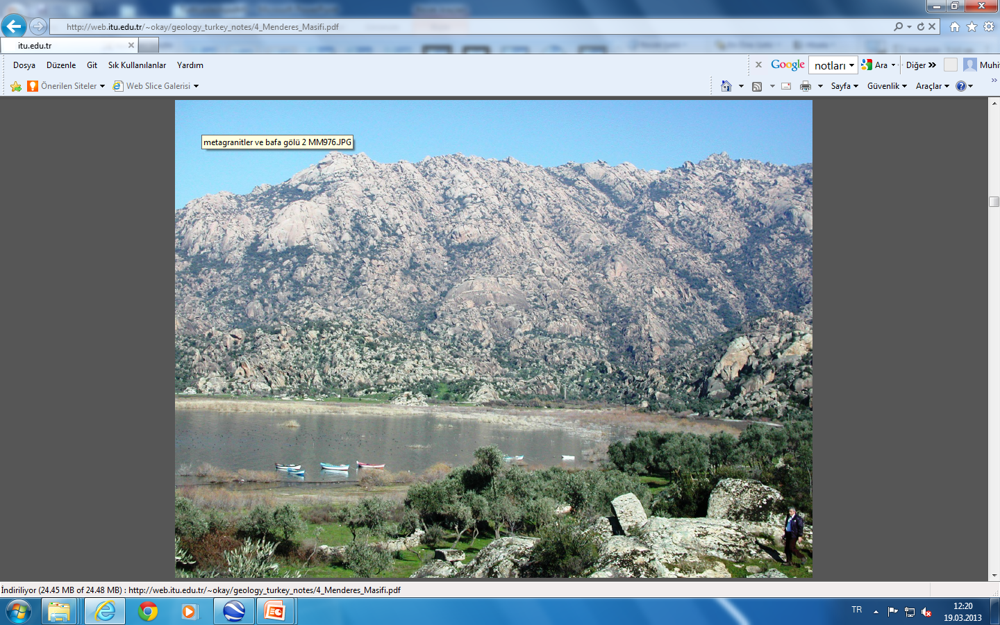 http://web.itu.edu.tr/~okay/geology_turkey_notes/4_Menderes_Masifi.pdf
itu.edu.tr
Dosya Düzenle Git Sık Kullanılanlar Yardım
Google notları Ara Diğer Muhi
Önerilen Siteler Web Slice Galerisi
Sayfa Güvenlik Araçlar
metagranitler ve bafa gölü 2 MM976.JPG
İndiriliyor (24.45 MB of 24.48 MB) : http://web.itu.edu.tr/~okay/geology_turkey_notes/4_Menderes_Masifi.pdf
TR
12:20
19.03.2013